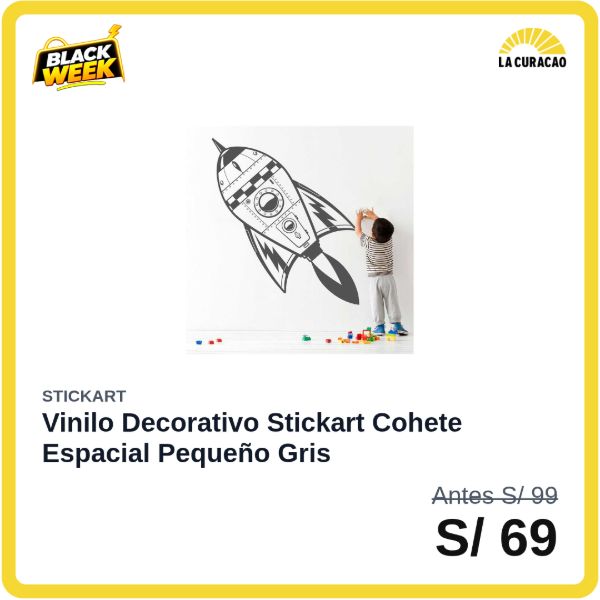 BLACK
WEEK
LA CURACAO
STICKART
Vinilo Decorativo Stickart Cohete
Espacial Pequeño Gris
Antes S/ 99
S/ 69